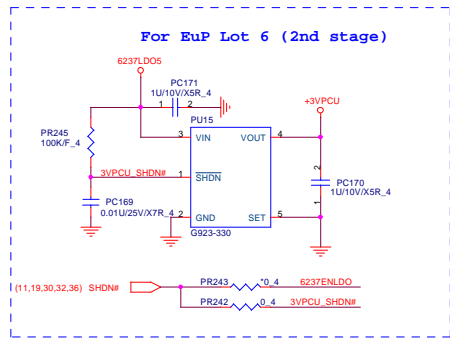 For EuP Lot 6 (2nd stage)
6237LDO5
PC171
1U/10V/X5R_4
1 2
+3VPCU
PU15
PR245
100K/F_4
3 VIN VOUT 4
3VPCU_SHDN# 1 SHDN
PC169
0.01U/25V/X7R_4
2
PC170
1U/10V/X5R_4
1
2 GND SET 5
G923-330
(11,19,30,32,36) SHDN#
PR243 *0_4 6237ENLDO
PR242 0_4 3VPCU_SHDN#